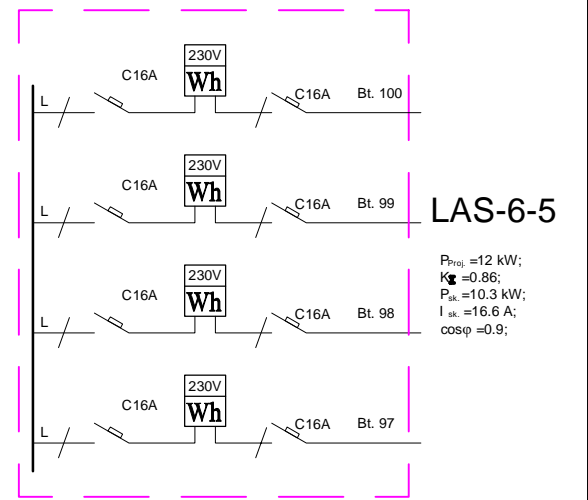 230V
C16A Wh C16A Bt. 100
L
230V
C16A Wh C16A Bt. 99
L
LAS-6-5
230V
C16A Wh C16A Bt. 98
L
230V
C16A Wh C16A Bt. 97
L
PProj. =12 kW;
K =0.86;
Psk. =10.3 kW;
I sk. =16.6 A;
cosφ =0.9;